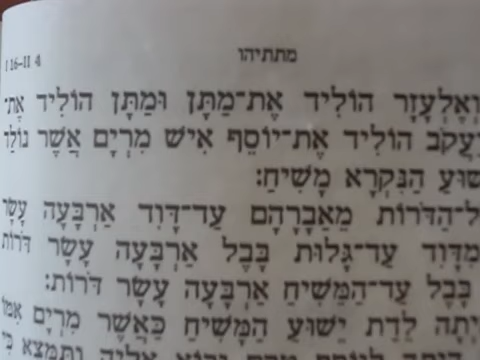 מתתיהו I 16–II 4
וְאֶלְעָזָר הוֹלִיד אֶת־מַתָּן וּמַתָּן הוֹלִיד אֶת־
יַעֲקֹב הוֹלִיד אֶת־יוֹסֵף אִישׁ מִרְיָם אֲשֶׁר נוֹלַד
שׁוּעַ הַנִּקְרָא מָשִׁיחַ׃
ל־הַדֹּרוֹת מֵאַבְרָהָם עַד־דָּוִד אַרְבָּעָה עָשָׂר
מִדָּוִד עַד־גָּלוּת בָּבֶל אַרְבָּעָה עָשָׂר דֹּרוֹת
בָּבֶל עַד־הַמָּשִׁיחַ אַרְבָּעָה עָשָׂר דֹּרוֹת׃
יְתָה לֵדַת יֵשׁוּעַ הַמָּשִׁיחַ כַּאֲשֶׁר מִרְיָם אִמּוֹ
אֵלֶיהָ וַתִּמָּצֵא כִּי